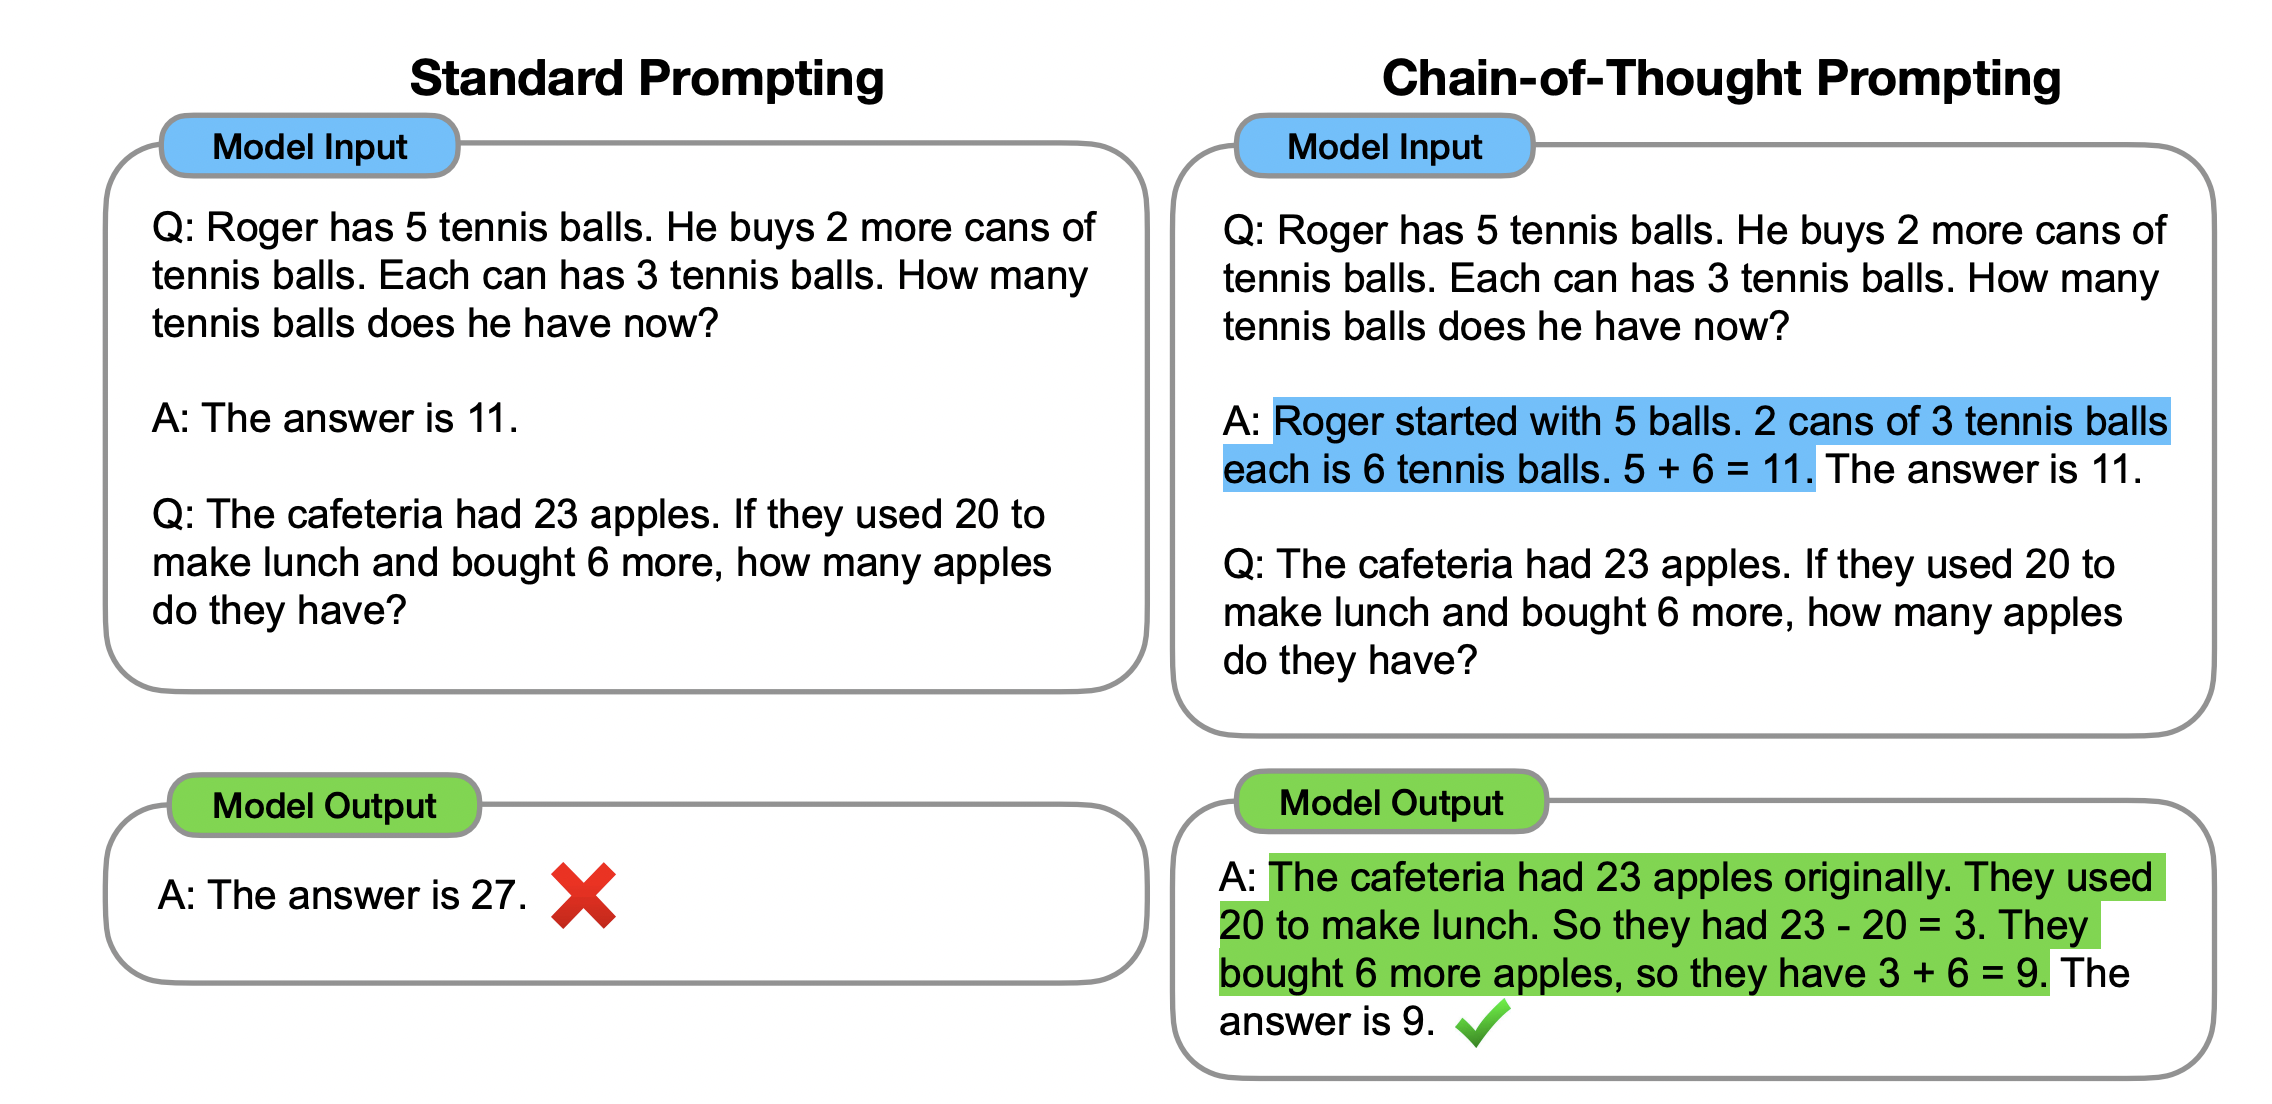 Standard Prompting
Model Input
Q: Roger has 5 tennis balls. He buys 2 more cans of
tennis balls. Each can has 3 tennis balls. How many
tennis balls does he have now?
A: The answer is 11.
Q: The cafeteria had 23 apples. If they used 20 to
make lunch and bought 6 more, how many apples
do they have?
Model Output
A: The answer is 27.
Chain-of-Thought Prompting
Model Input
Q: Roger has 5 tennis balls. He buys 2 more cans of
tennis balls. Each can has 3 tennis balls. How many
tennis balls does he have now?
A: Roger started with 5 balls. 2 cans of 3 tennis balls
each is 6 tennis balls. 5 + 6 = 11. The answer is 11.
Q: The cafeteria had 23 apples. If they used 20 to
make lunch and bought 6 more, how many apples
do they have?
Model Output
A: The cafeteria had 23 apples originally. They used
20 to make lunch. So they had 23 - 20 = 3. They
bought 6 more apples, so they have 3 + 6 = 9. The
answer is 9.